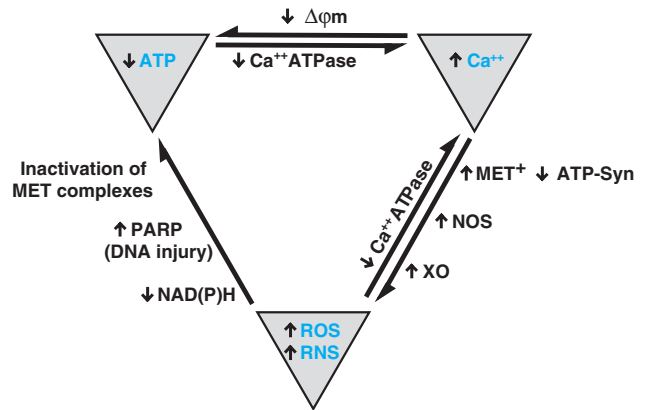 ↓ Δφm
↓ ATP
↓ Ca⁺⁺ATPase
↑ Ca⁺⁺
Inactivation of
MET complexes
↑ PARP
(DNA injury)
↓ NAD(P)H
↓ Ca⁺⁺ATPase
↑ MET⁺ ↓ ATP-Syn
↑ NOS
↑ XO
↑ ROS
↑ RNS